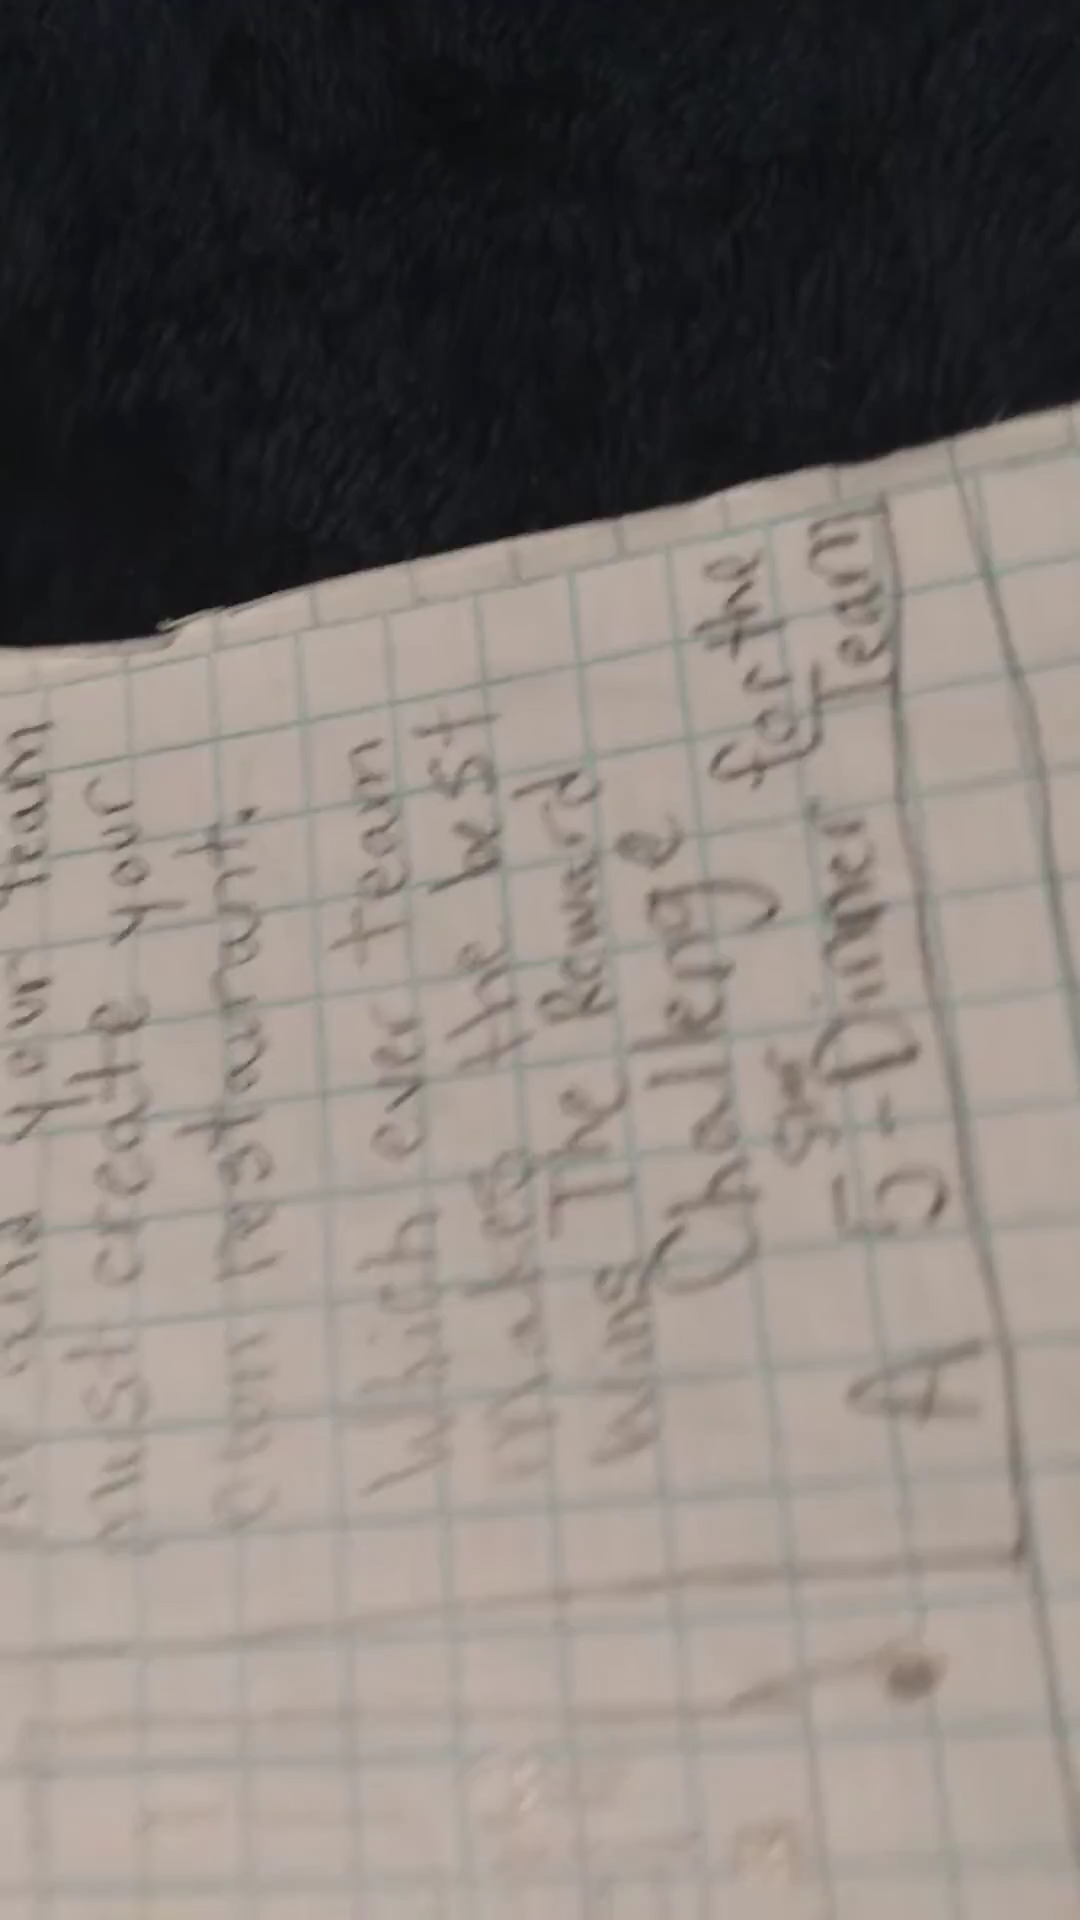 and your team
must create your
own restaurant.
Which ever team
makes the best
wins The Reward
Challenge for the
Team
A 5-Dinner